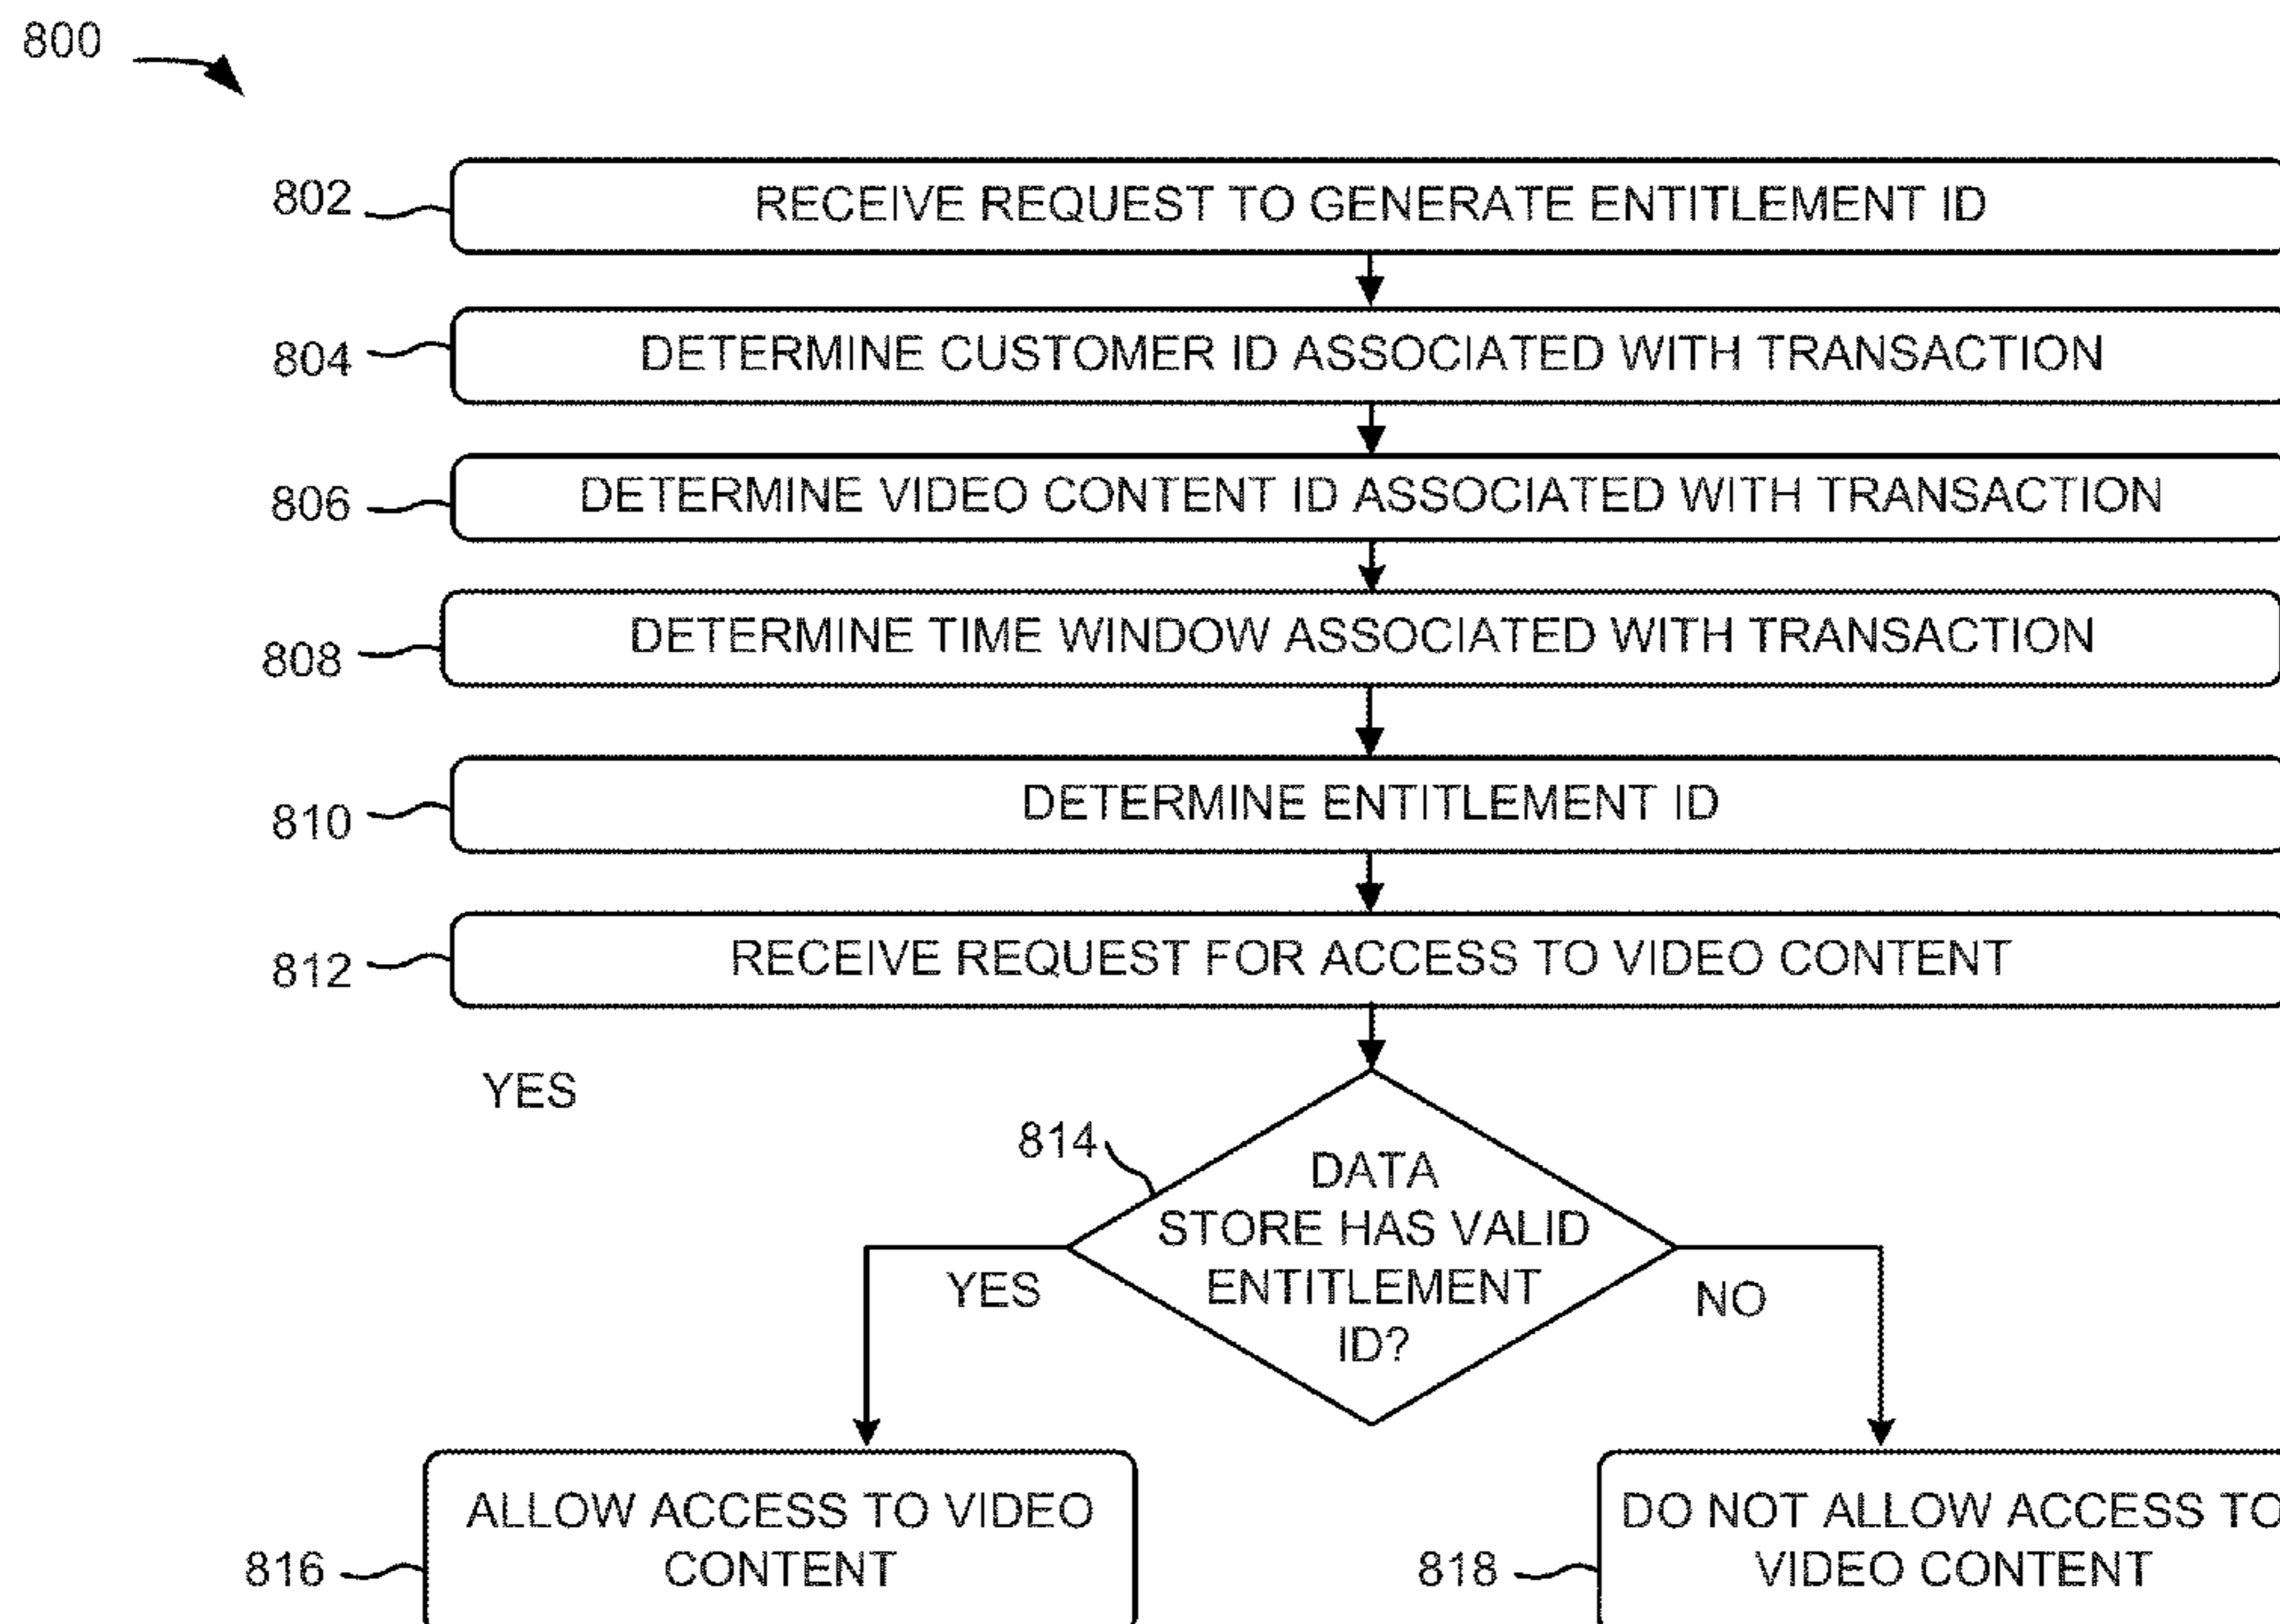 800
802
RECEIVE REQUEST TO GENERATE ENTITLEMENT ID
804
DETERMINE CUSTOMER ID ASSOCIATED WITH TRANSACTION
806
DETERMINE VIDEO CONTENT ID ASSOCIATED WITH TRANSACTION
808
DETERMINE TIME WINDOW ASSOCIATED WITH TRANSACTION
810
DETERMINE ENTITLEMENT ID
812
RECEIVE REQUEST FOR ACCESS TO VIDEO CONTENT
YES
814
DATA
STORE HAS VALID
ENTITLEMENT
ID?
YES
NO
816
ALLOW ACCESS TO VIDEO
CONTENT
818
DO NOT ALLOW ACCESS TO
VIDEO CONTENT